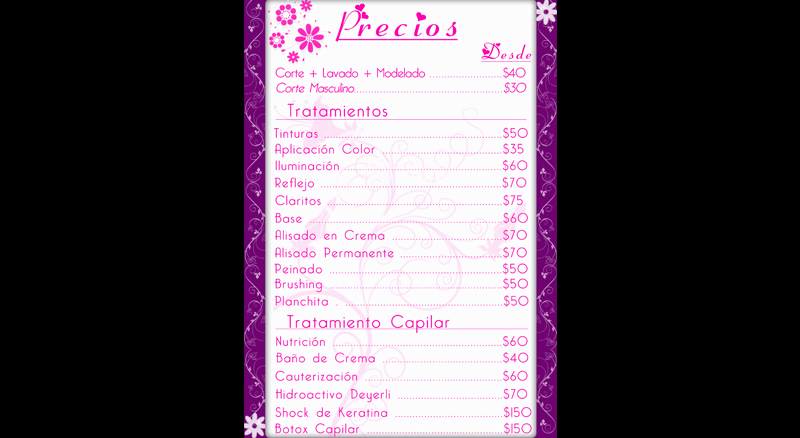 Precios
Desde
Corte + Lavado + Modelado ................ $40
Corte Masculino................ $30
Tratamientos
Tinturas ................ $50
Aplicación Color ................ $35
Iluminación ................ $60
Reflejo ................ $70
Claritos ................ $75
Base ................ $60
Alisado en Crema ................ $70
Alisado Permanente ................ $70
Peinado ................ $50
Brushing ................ $50
Planchita . ................ $50
Tratamiento Capilar
Nutrición ................ $60
Baño de Crema ................ $40
Cauterización ................ $60
Hidroactivo Deyerli ................ $70
Shock de Keratina ................ $150
Botox Capilar ................ $150